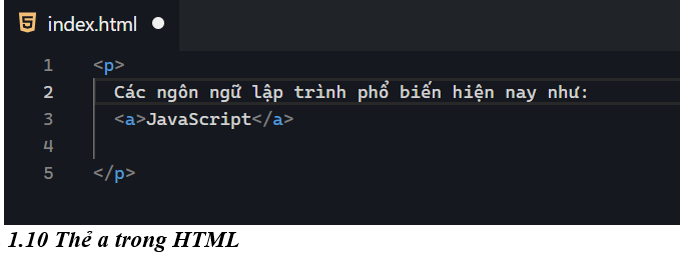 index.html
1 <p>
2 Các ngôn ngữ lập trình phổ biến hiện nay như:
3 <a>JavaScript</a>
4
5 </p>
1.10 Thẻ a trong HTML